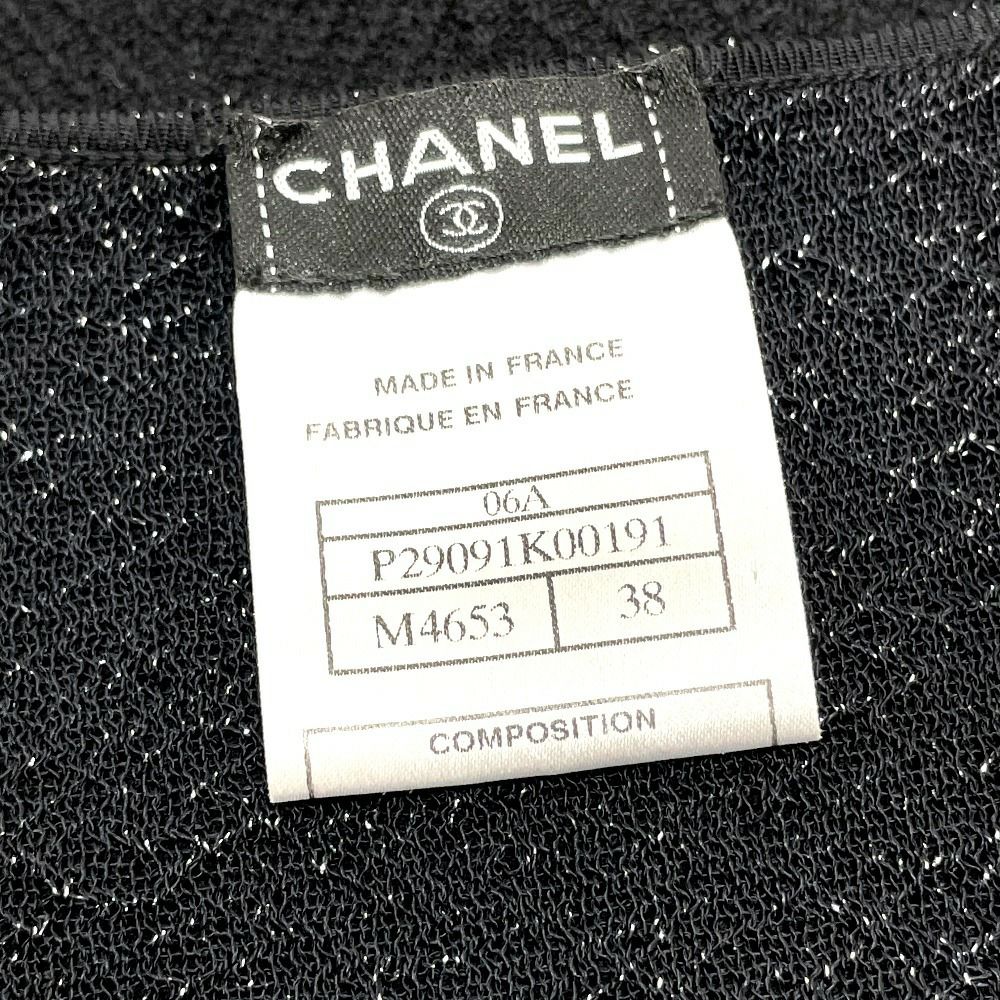 CHANEL
MADE IN FRANCE
FABRIQUE EN FRANCE
06A
P29091K00191
M4653 38
COMPOSITION